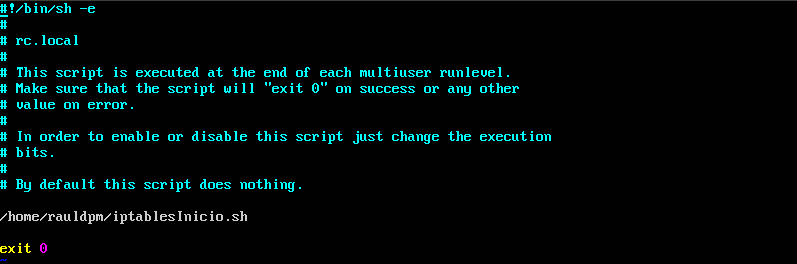 #!/bin/sh -e
#
# rc.local
#
# This script is executed at the end of each multiuser runlevel.
# Make sure that the script will "exit 0" on success or any other
# value on error.
#
# In order to enable or disable this script just change the execution
# bits.
#
# By default this script does nothing.

/home/rauldpm/iptablesInicio.sh

exit 0
~